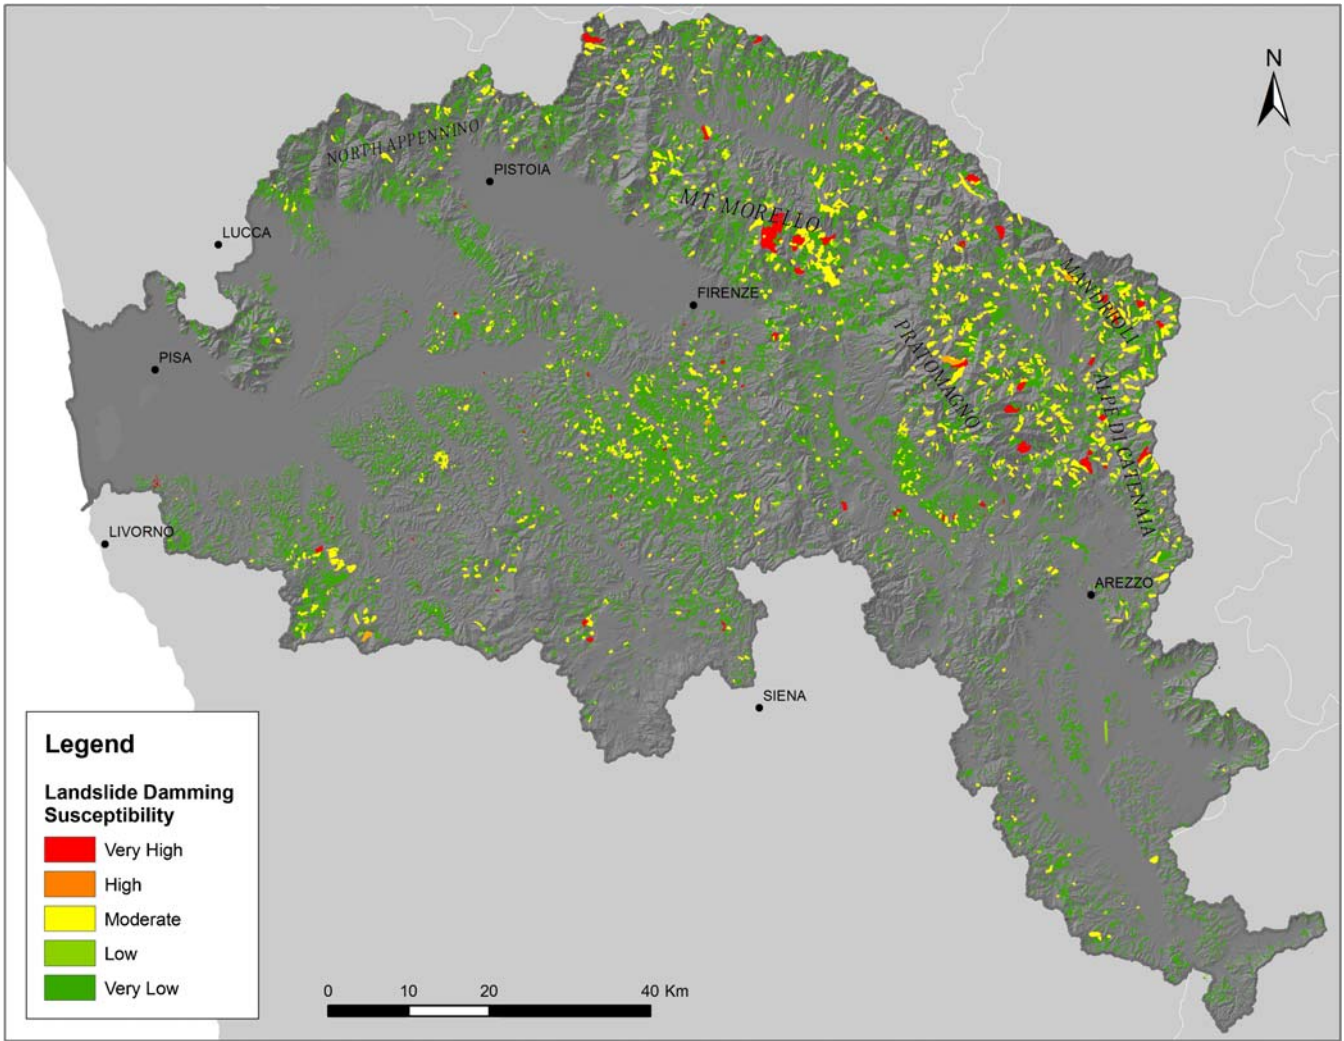 N
NORTH APPENNINO
PISTOIA
MT. MORELLO
LUCCA
MANDRIOLI
FIRENZE
PRATOMAGNO
PISA
ALPE DI CATENAIA
LIVORNO
AREZZO
SIENA
Legend
Landslide Damming
Susceptibility
Very High
High
Moderate
Low
Very Low
0 10 20 40 Km